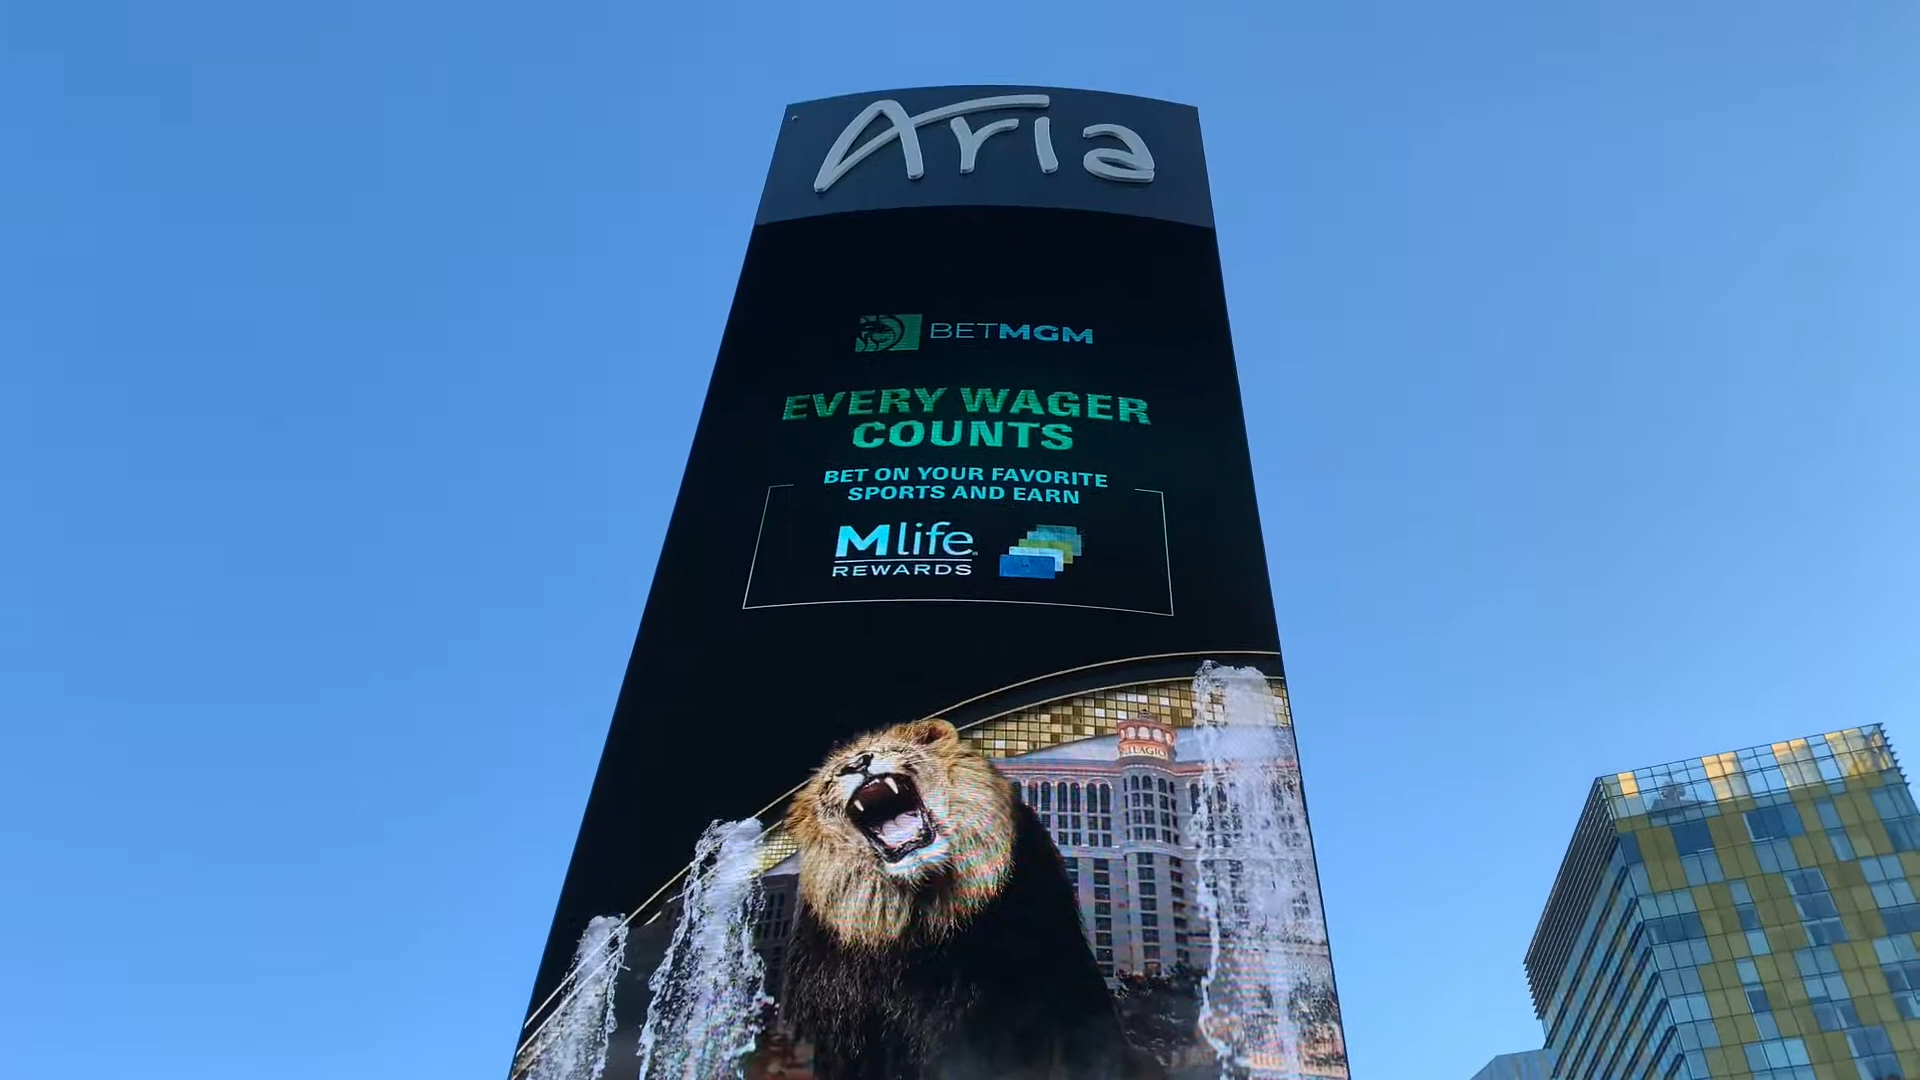 Aria
BETMGM
EVERY WAGER
COUNTS
BET ON YOUR FAVORITE
SPORTS AND EARN
Mlife
REWARDS